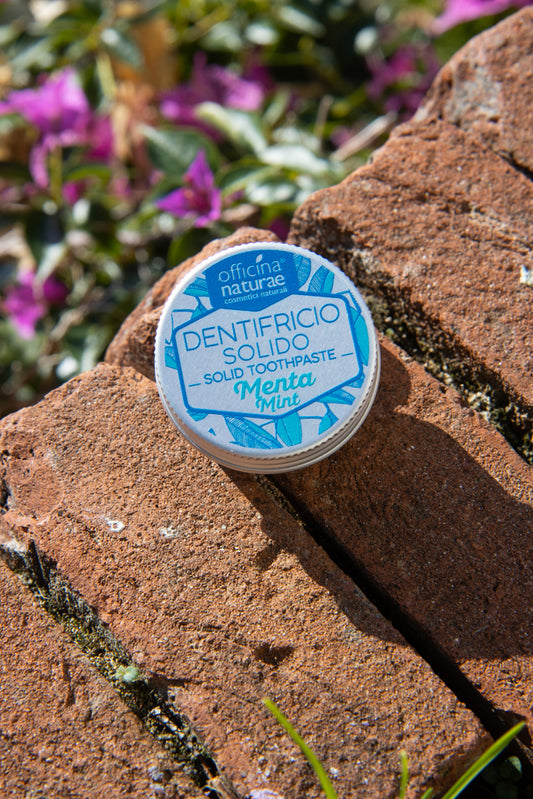 officina
naturae
cosmetici naturali
DENTIFRICIO
SOLIDO
— SOLID TOOTHPASTE —
Menta
Mint